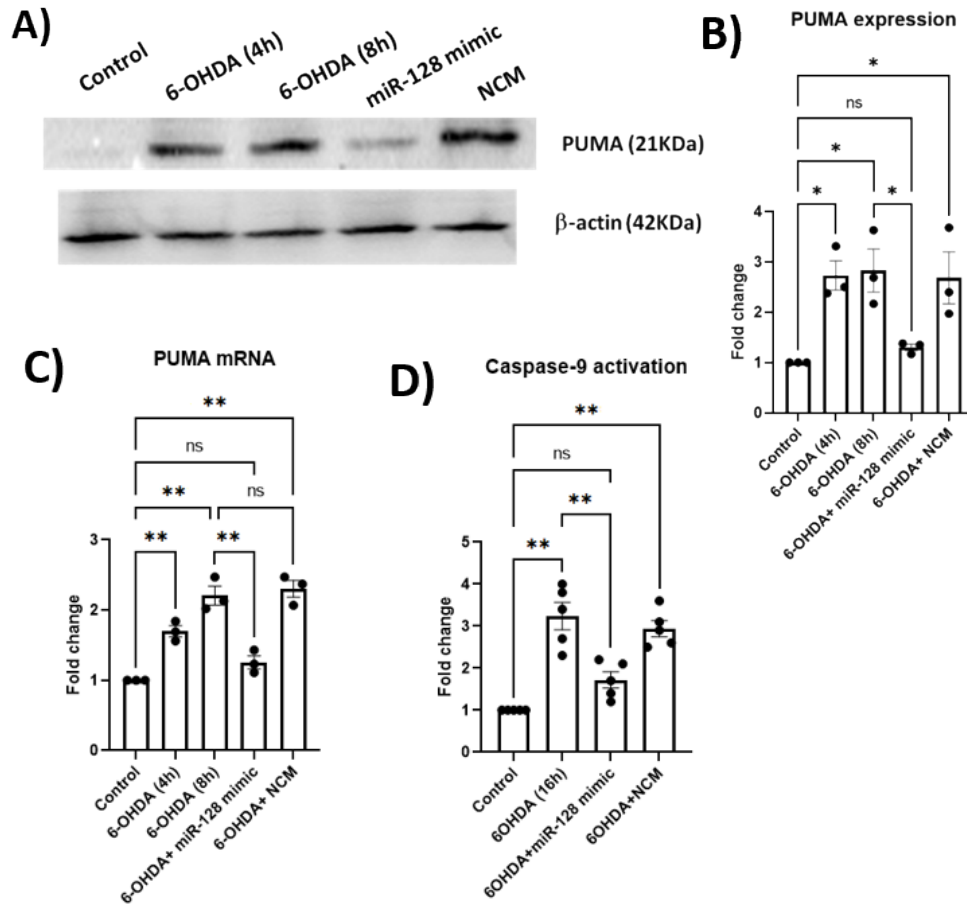 A)
Control
6-OHDA (4h)
6-OHDA (8h)
miR-128 mimic
NCM
PUMA (21KDa)
β-actin (42KDa)
B)
PUMA expression
*
ns
*
*
*
Fold change
4
3
2
1
0
Control
6-OHDA (4h)
6-OHDA (8h)
6-OHDA+ miR-128 mimic
6-OHDA+ NCM
C)
PUMA mRNA
**
ns
**
ns
**
**
Fold change
3
2
1
0
Control
6-OHDA (4h)
6-OHDA (8h)
6-OHDA+ miR-128 mimic
6-OHDA+ NCM
D)
Caspase-9 activation
**
ns
**
**
Fold change
5
4
3
2
1
0
Control
6OHDA (16h)
6OHDA+miR-128 mimic
6OHDA+NCM